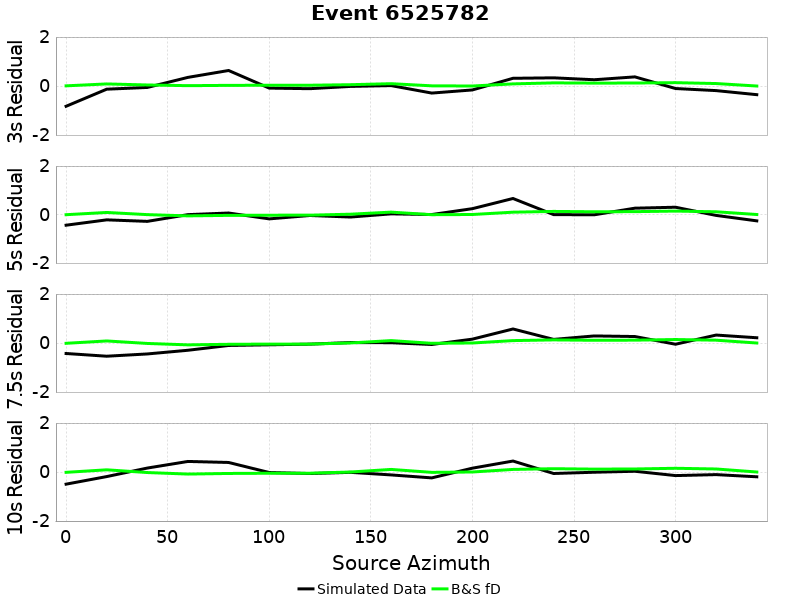 Event 6525782
3s Residual
2
0
-2
5s Residual
2
0
-2
7.5s Residual
2
0
-2
10s Residual
2
0
-2
0 50 100 150 200 250 300
Source Azimuth
Simulated Data B&S fD